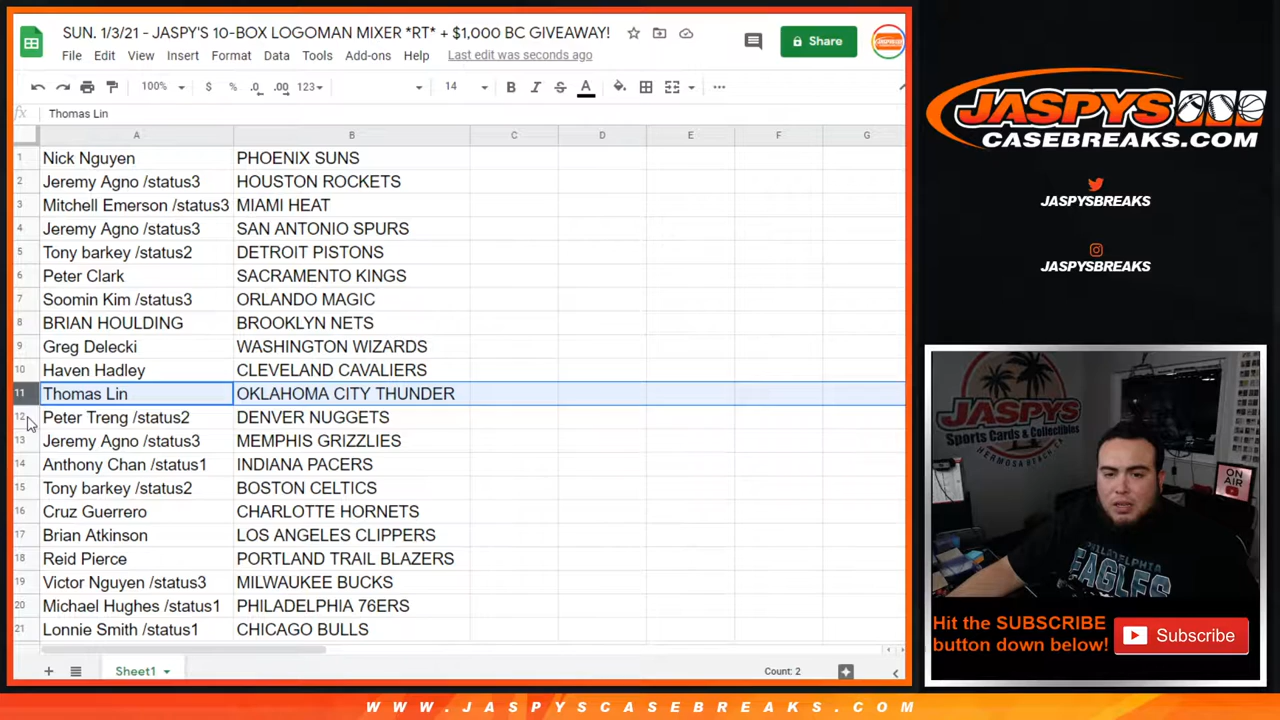 SUN. 1/3/21 - JASPY'S 10-BOX LOGOMAN MIXER *RT* + $1,000 BC GIVEAWAY!
File Edit View Insert Format Data Tools Add-ons Help Last edit was seconds ago
Share
100% $ % .0 .00 123 14 B I S A
fx Thomas Lin
A B C D E F G
1 Nick Nguyen PHOENIX SUNS
2 Jeremy Agno /status3 HOUSTON ROCKETS
3 Mitchell Emerson /status3 MIAMI HEAT
4 Jeremy Agno /status3 SAN ANTONIO SPURS
5 Tony barkey /status2 DETROIT PISTONS
6 Peter Clark SACRAMENTO KINGS
7 Soomin Kim /status3 ORLANDO MAGIC
8 BRIAN HOULDING BROOKLYN NETS
9 Greg Delecki WASHINGTON WIZARDS
10 Haven Hadley CLEVELAND CAVALIERS
11 Thomas Lin OKLAHOMA CITY THUNDER
12 Peter Treng /status2 DENVER NUGGETS
13 Jeremy Agno /status3 MEMPHIS GRIZZLIES
14 Anthony Chan /status1 INDIANA PACERS
15 Tony barkey /status2 BOSTON CELTICS
16 Cruz Guerrero CHARLOTTE HORNETS
17 Brian Atkinson LOS ANGELES CLIPPERS
18 Reid Pierce PORTLAND TRAIL BLAZERS
19 Victor Nguyen /status3 MILWAUKEE BUCKS
20 Michael Hughes /status1 PHILADELPHIA 76ERS
21 Lonnie Smith /status1 CHICAGO BULLS
Sheet1 Count: 2
JASPYS
CASEBREAKS.COM
JASPYSBREAKS
JASPYSBREAKS
JASPYS
Sports Cards & Collectibles
HERMOSA BEACH, CA
ON AIR
PHILADELPHIA
EAGLES
Hit the SUBSCRIBE
button down below!
Subscribe
WWW.JASPYSCASEBREAKS.COM